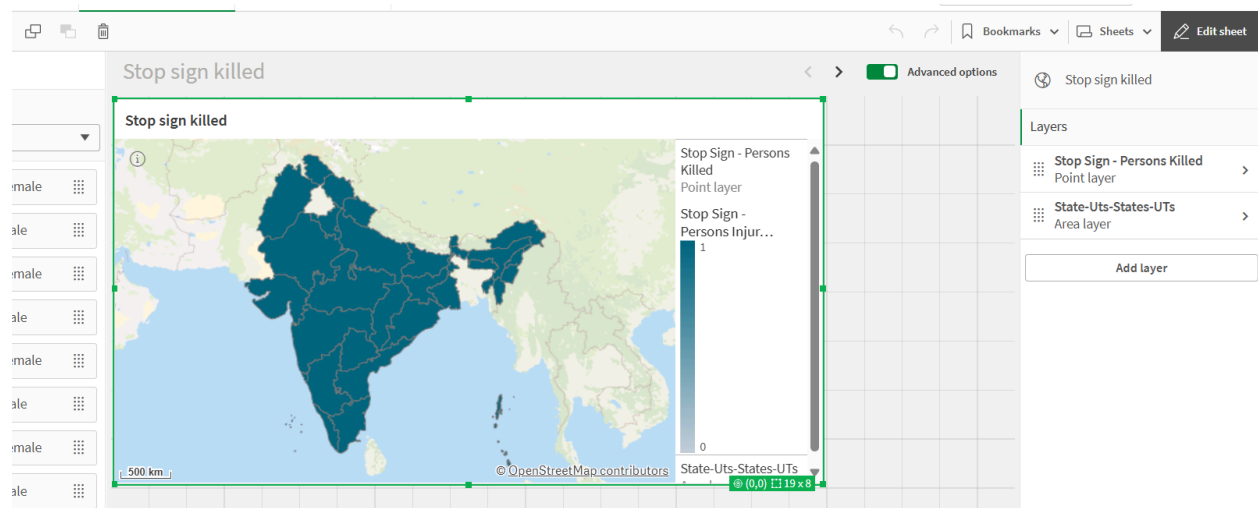 Bookmarks
Sheets
Edit sheet
Stop sign killed
Advanced options
Stop sign killed
Layers
Stop Sign - Persons Killed
Point layer
State-Uts-States-UTs
Area layer
Add layer
emale
ale
emale
ale
emale
ale
emale
ale
Stop sign killed
500 km
© OpenStreetMap contributors
Stop Sign - Persons
Killed
Point layer
Stop Sign -
Persons Injur...
1
0
State-Uts-States-UTs
(0,0) 19 x 8